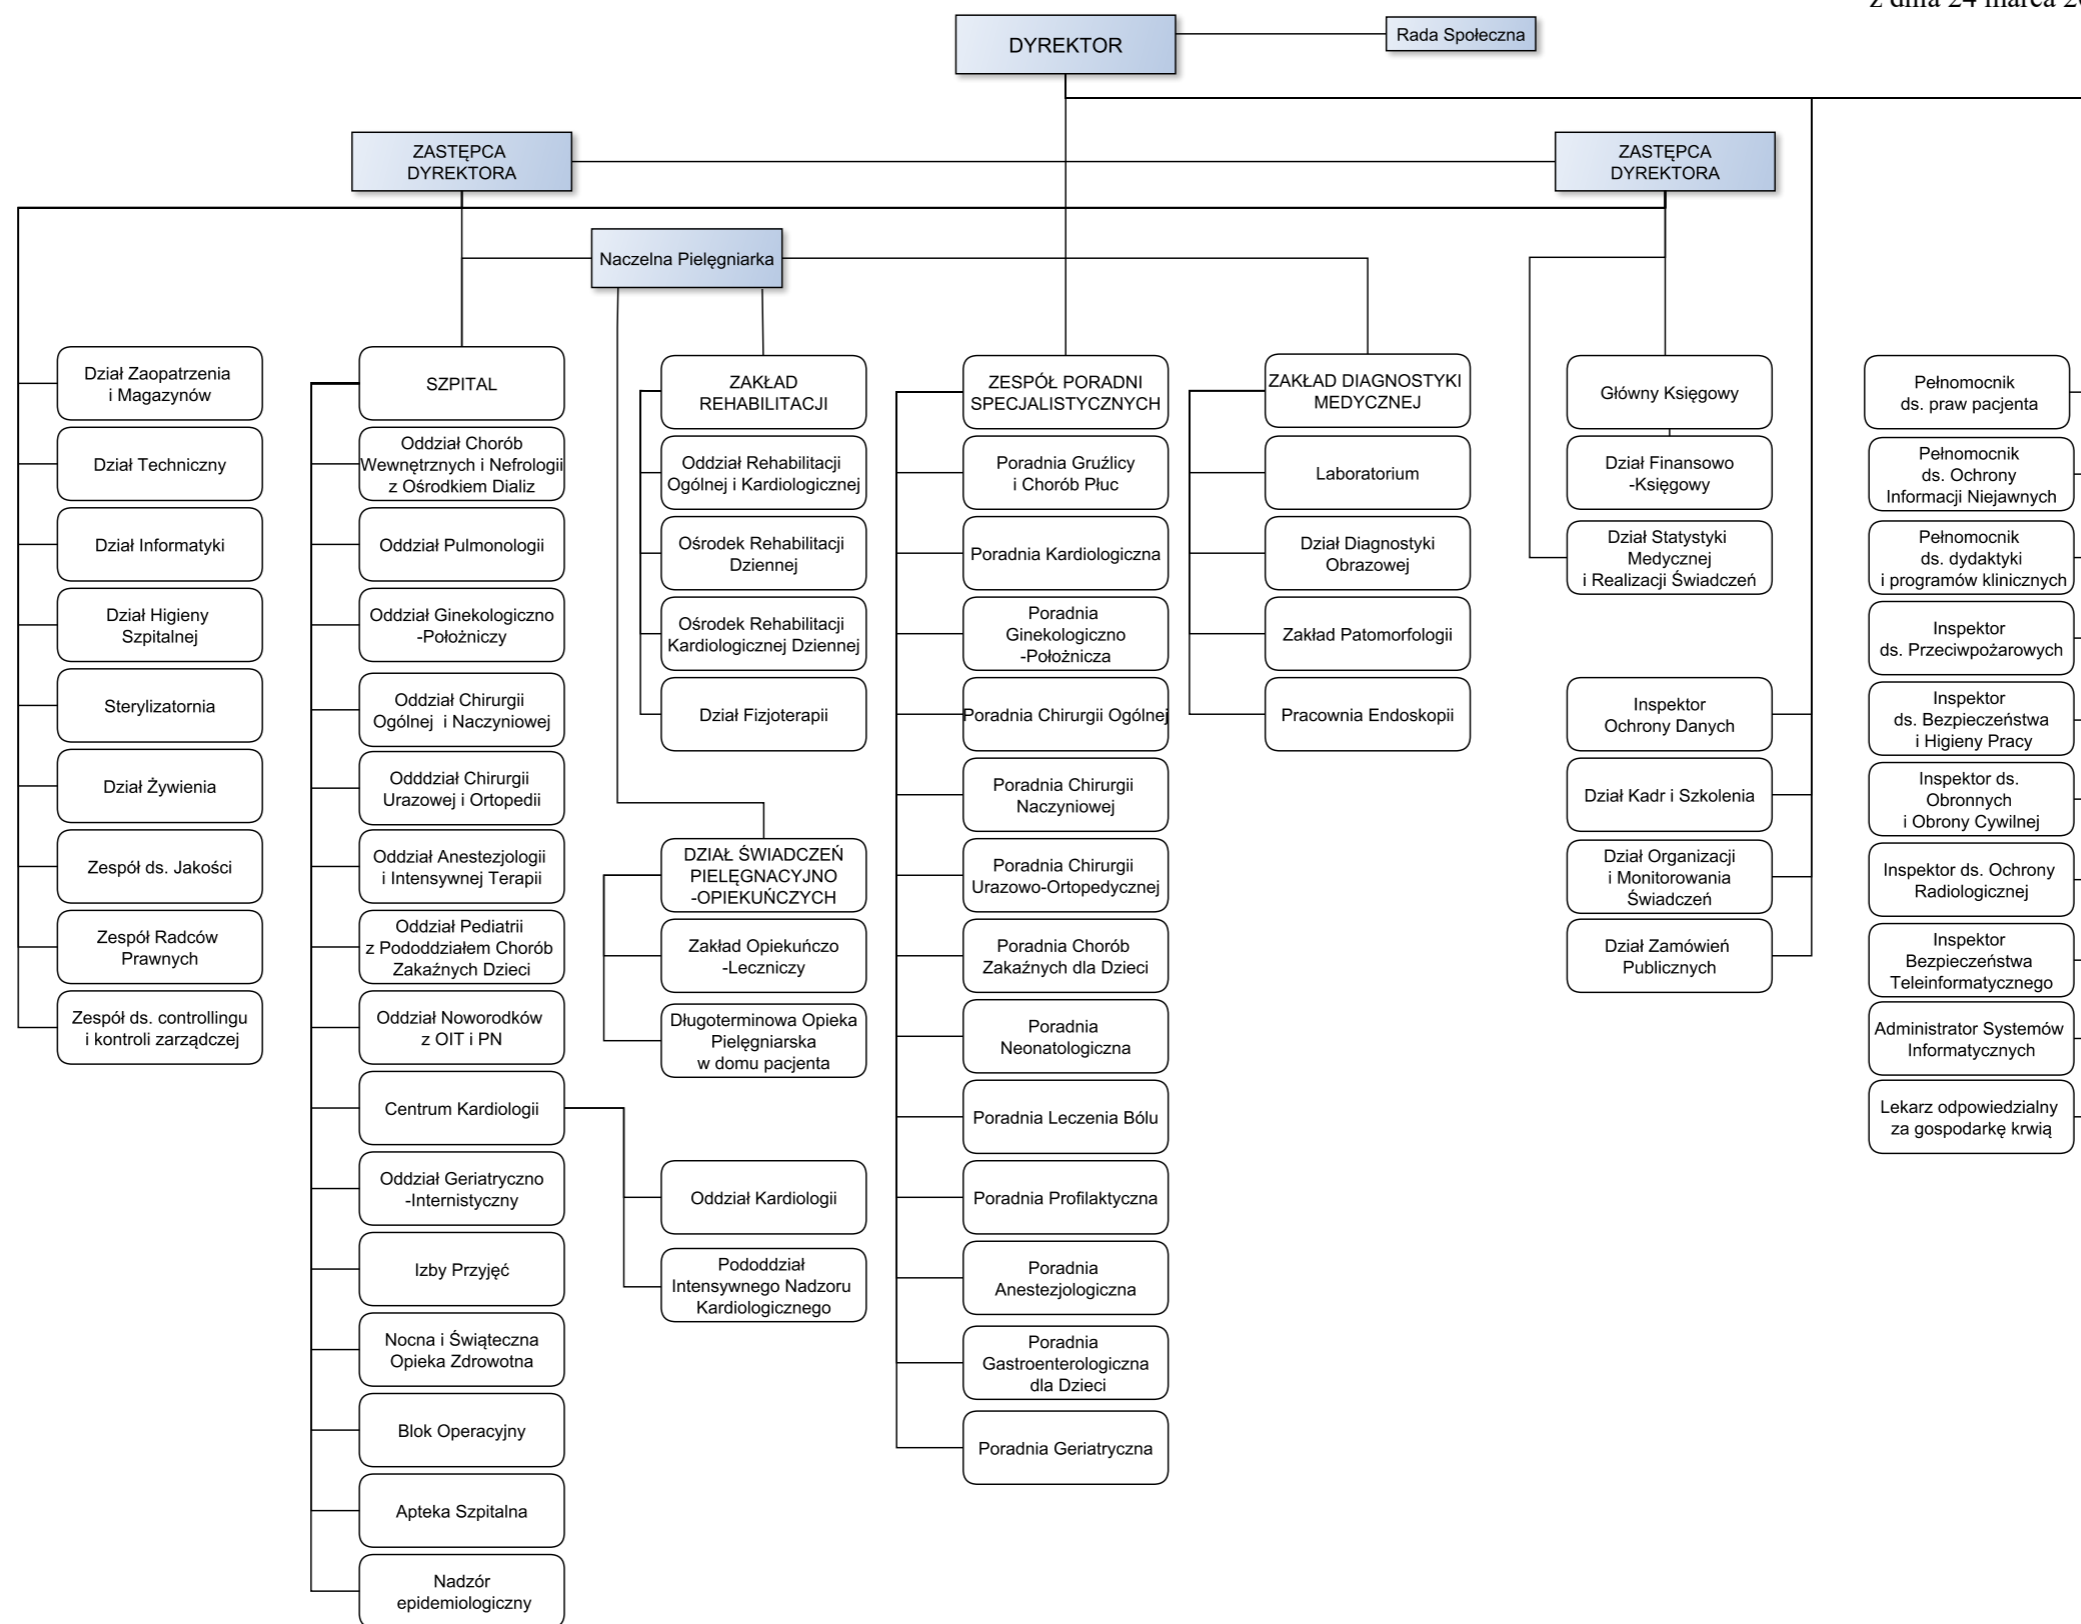 z dnia 24 marca 20
DYREKTOR
Rada Społeczna
ZASTĘPCA
DYREKTORA
ZASTĘPCA
DYREKTORA
Naczelna Pielęgniarka
Dział Zaopatrzenia
i Magazynów
Dział Techniczny
Dział Informatyki
Dział Higieny
Szpitalnej
Sterylizatornia
Dział Żywienia
Zespół ds. Jakości
Zespół Radców
Prawnych
Zespół ds. controllingu
i kontroli zarządczej
SZPITAL
Oddział Chorób
Wewnętrznych i Nefrologii
z Ośrodkiem Dializ
Oddział Pulmonologii
Oddział Ginekologiczno
-Położniczy
Oddział Chirurgii
Ogólnej i Naczyniowej
Odddział Chirurgii
Urazowej i Ortopedii
Oddział Anestezjologii
i Intensywnej Terapii
Oddział Pediatrii
z Pododdziałem Chorób
Zakaźnych Dzieci
Oddział Noworodków
z OIT i PN
Centrum Kardiologii
Oddział Geriatryczno
-Internistyczny
Izby Przyjęć
Nocna i Świąteczna
Opieka Zdrowotna
Blok Operacyjny
Apteka Szpitalna
Nadzór
epidemiologiczny
ZAKŁAD
REHABILITACJI
Oddział Rehabilitacji
Ogólnej i Kardiologicznej
Ośrodek Rehabilitacji
Dziennej
Ośrodek Rehabilitacji
Kardiologicznej Dziennej
Dział Fizjoterapii
DZIAŁ ŚWIADCZEŃ
PIELĘGNACYJNO
-OPIEKUŃCZYCH
Zakład Opiekuńczo
-Leczniczy
Długoterminowa Opieka
Pielęgniarska
w domu pacjenta
Oddział Kardiologii
Pododdział
Intensywnego Nadzoru
Kardiologicznego
ZESPÓŁ PORADNI
SPECJALISTYCZNYCH
Poradnia Gruźlicy
i Chorób Płuc
Poradnia Kardiologiczna
Poradnia
Ginekologiczno
-Położnicza
Poradnia Chirurgii Ogólnej
Poradnia Chirurgii
Naczyniowej
Poradnia Chirurgii
Urazowo-Ortopedycznej
Poradnia Chorób
Zakaźnych dla Dzieci
Poradnia
Neonatologiczna
Poradnia Leczenia Bólu
Poradnia Profilaktyczna
Poradnia
Anestezjologiczna
Poradnia
Gastroenterologiczna
dla Dzieci
Poradnia Geriatryczna
ZAKŁAD DIAGNOSTYKI
MEDYCZNEJ
Laboratorium
Dział Diagnostyki
Obrazowej
Zakład Patomorfologii
Pracownia Endoskopii
Główny Księgowy
Dział Finansowo
-Księgowy
Dział Statystyki
Medycznej
i Realizacji Świadczeń
Inspektor
Ochrony Danych
Dział Kadr i Szkolenia
Dział Organizacji
i Monitorowania
Świadczeń
Dział Zamówień
Publicznych
Pełnomocnik
ds. praw pacjenta
Pełnomocnik
ds. Ochrony
Informacji Niejawnych
Pełnomocnik
ds. dydaktyki
i programów klinicznych
Inspektor
ds. Przeciwpożarowych
Inspektor
ds. Bezpieczeństwa
i Higieny Pracy
Inspektor ds.
Obronnych
i Obrony Cywilnej
Inspektor ds. Ochrony
Radiologicznej
Inspektor
Bezpieczeństwa
Teleinformatycznego
Administrator Systemów
Informatycznych
Lekarz odpowiedzialny
za gospodarkę krwią